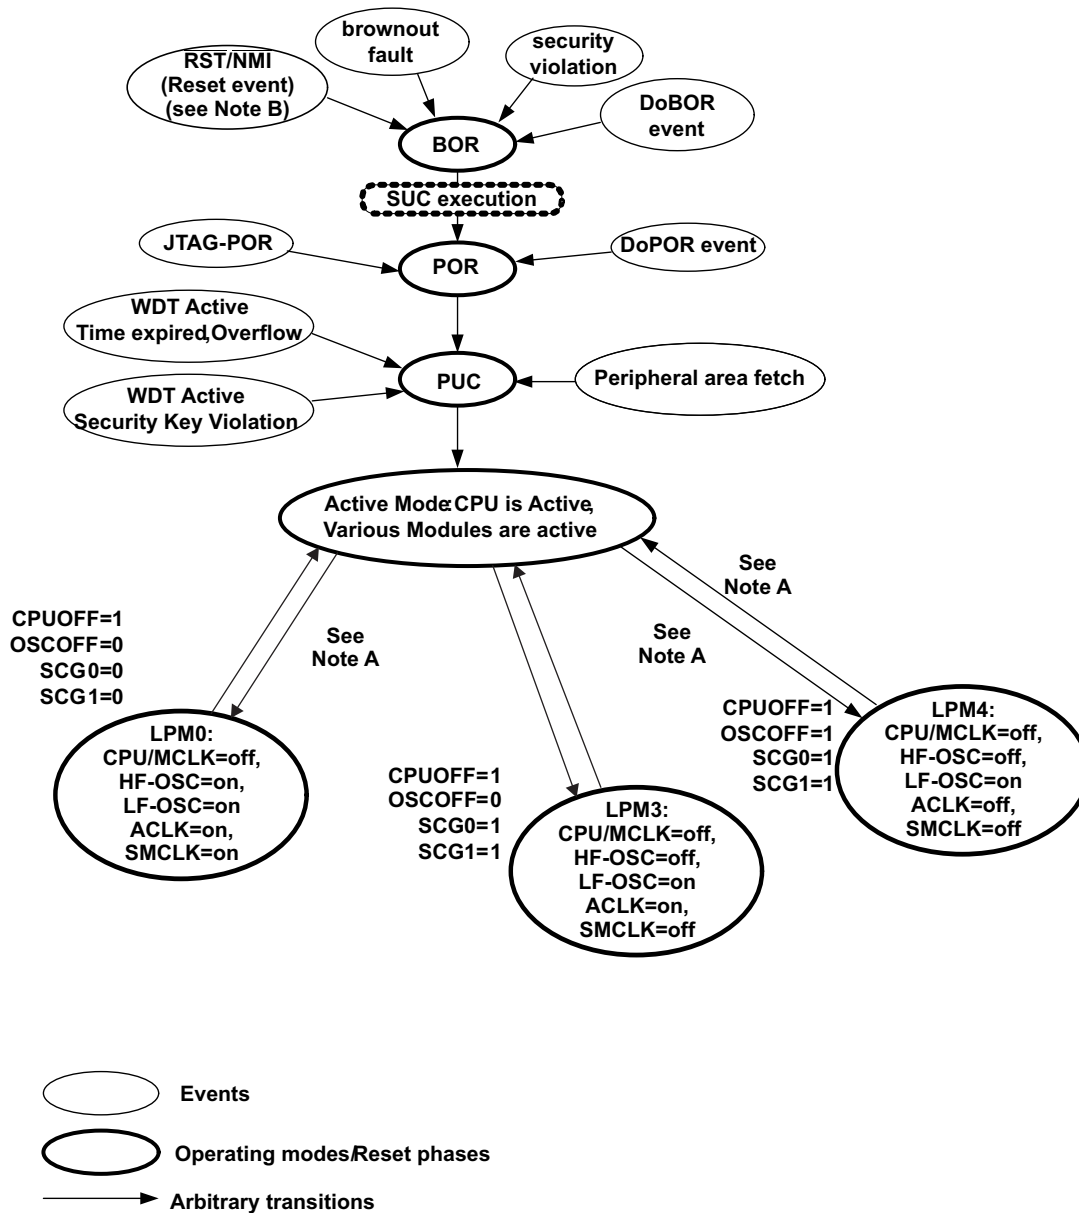 brownout
fault
security
violation
RST/NMI
(Reset event)
(see Note B)
DoBOR
event
BOR
SUC execution
JTAG-POR
DoPOR event
POR
WDT Active
Time expired,Overflow
PUC
Peripheral area fetch
WDT Active
Security Key Violation
Active Mode:CPU is Active,
Various Modules are active
See
Note A
CPUOFF=1
OSCOFF=0
SCG0=0
SCG1=0
See
Note A
See
Note A
CPUOFF=1
OSCOFF=1
SCG0=1
SCG1=1
LPM4:
CPU/MCLK=off,
HF-OSC=off,
LF-OSC=on
ACLK=off,
SMCLK=off
LPM0:
CPU/MCLK=off,
HF-OSC=on,
LF-OSC=on
ACLK=on,
SMCLK=on
CPUOFF=1
OSCOFF=0
SCG0=1
SCG1=1
LPM3:
CPU/MCLK=off,
HF-OSC=off,
LF-OSC=on
ACLK=on,
SMCLK=off
Events
Operating modes/Reset phases
Arbitrary transitions